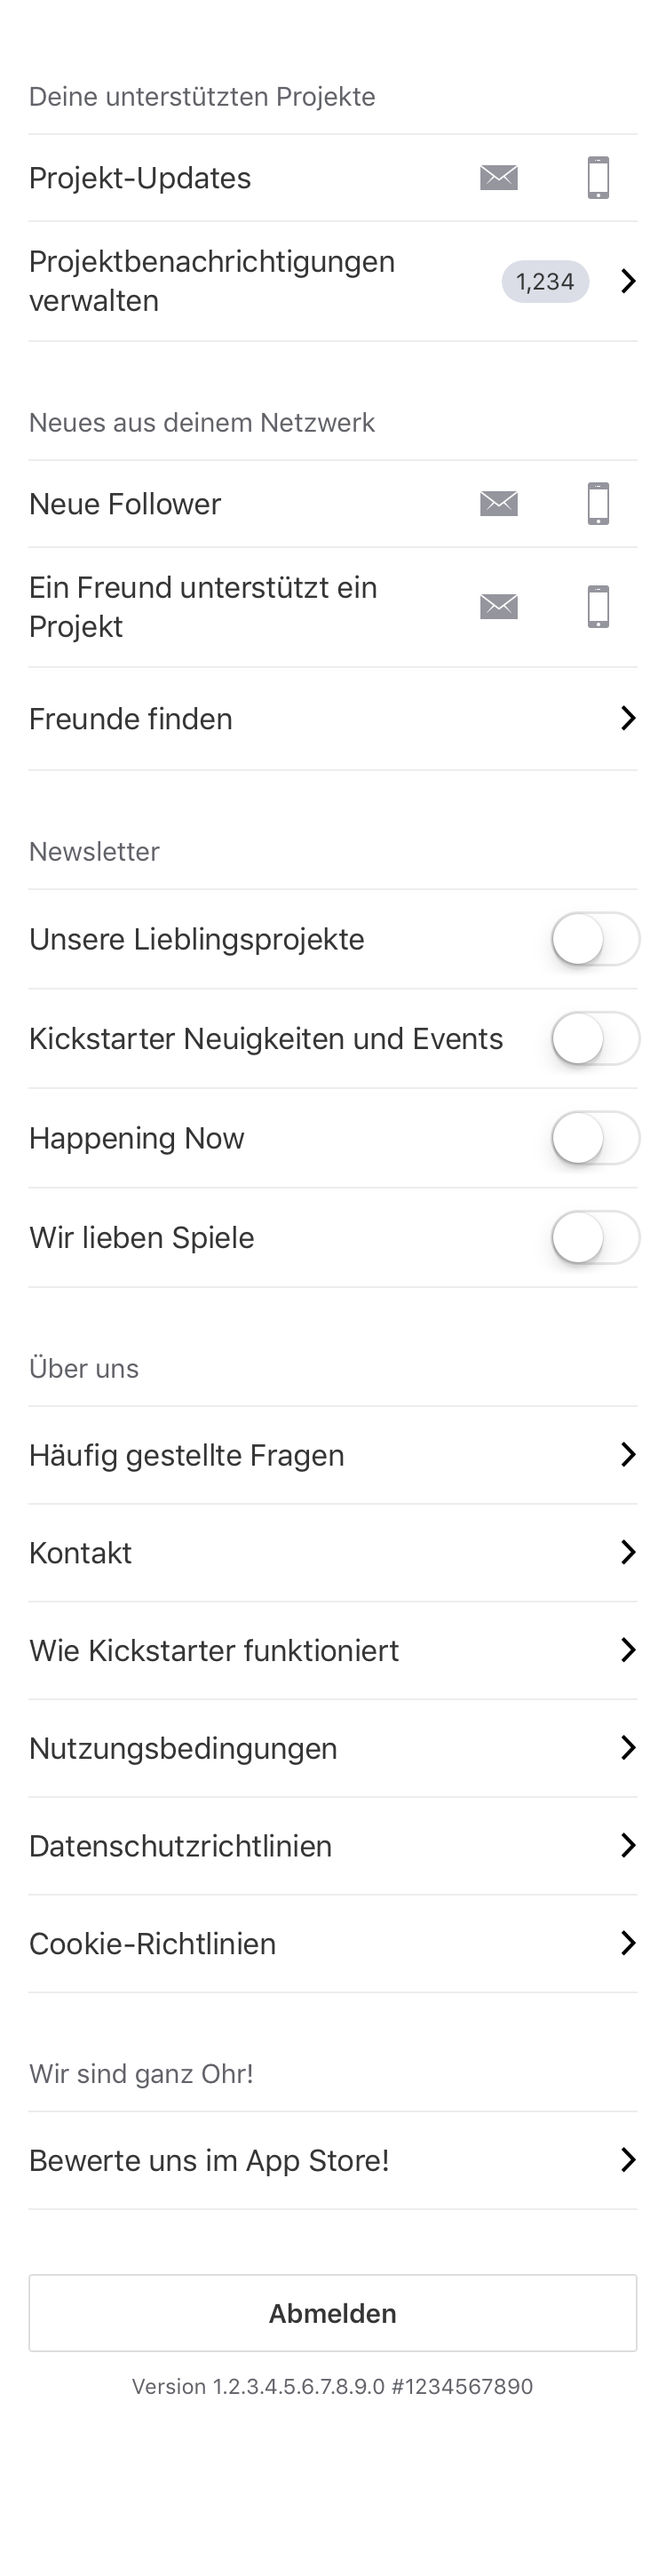 Deine unterstützten Projekte
Projekt-Updates
Projektbenachrichtigungen
verwalten
1,234
Neues aus deinem Netzwerk
Neue Follower
Ein Freund unterstützt ein
Projekt
Freunde finden
Newsletter
Unsere Lieblingsprojekte
Kickstarter Neuigkeiten und Events
Happening Now
Wir lieben Spiele
Über uns
Häufig gestellte Fragen
Kontakt
Wie Kickstarter funktioniert
Nutzungsbedingungen
Datenschutzrichtlinien
Cookie-Richtlinien
Wir sind ganz Ohr!
Bewerte uns im App Store!
Abmelden
Version 1.2.3.4.5.6.7.8.9.0 #1234567890